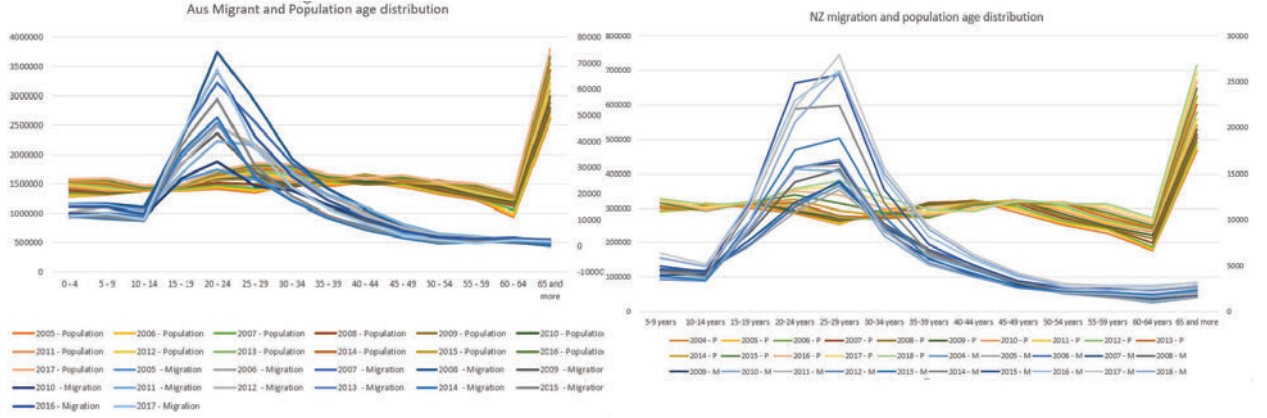 Aus Migrant and Population age distribution
4000000
3500000
3000000
2500000
2000000
1500000
1000000
500000
0
80000
70000
60000
50000
40000
30000
20000
10000
0
-10000
0 - 4
5 - 9
10 - 14
15 - 19
20 - 24
25 - 29
30 - 34
35 - 39
40 - 44
45 - 49
50 - 54
55 - 59
60 - 64
65 and
more
2005 - Population
2006 - Population
2007 - Population
2008 - Population
2009 - Population
2010 - Population
2011 - Population
2012 - Population
2013 - Population
2014 - Population
2015 - Population
2016 - Population
2017 - Population
2005 - Migration
2006 - Migration
2007 - Migration
2008 - Migration
2009 - Migration
2010 - Migration
2011 - Migration
2012 - Migration
2013 - Migration
2014 - Migration
2015 - Migration
2016 - Migration
2017 - Migration
NZ migration and population age distribution
800000
700000
600000
500000
400000
300000
200000
100000
0
30000
25000
20000
15000
10000
5000
0
5-9 years
10-14 years
15-19 years
20-24 years
25-29 years
30-34 years
35-39 years
40-44 years
45-49 years
50-54 years
55-59 years
60-64 years
65 and more
2004 - P
2005 - P
2006 - P
2007 - P
2008 - P
2009 - P
2010 - P
2011 - P
2012 - P
2013 - P
2014 - P
2015 - P
2016 - P
2017 - P
2018 - P
2004 - M
2005 - M
2006 - M
2007 - M
2008 - M
2009 - M
2010 - M
2011 - M
2012 - M
2013 - M
2014 - M
2015 - M
2016 - M
2017 - M
2018 - M